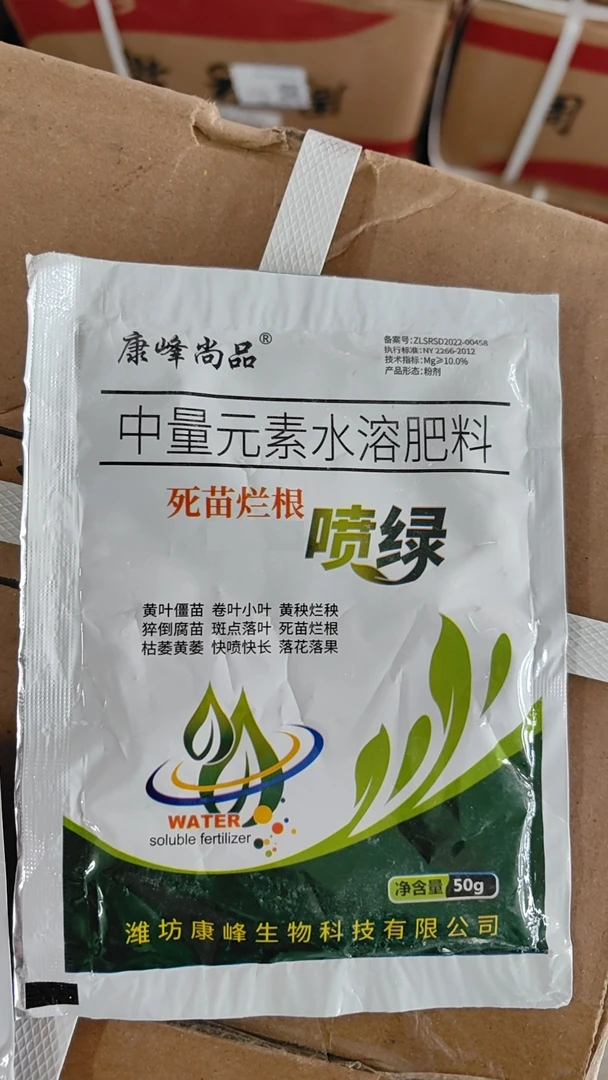 康峰尚品®
备案号:ZLSRSD2022-00458
执行标准:NY 2266-2012
技术指标:Mg≥10.0%
产品形态:粉剂
中量元素水溶肥料
死苗烂根
喷绿
黄叶僵苗 卷叶小叶 黄秧烂秧
猝倒腐苗 斑点落叶 死苗烂根
枯萎黄萎 快喷快长 落花落果
WATER
soluble fertilizer
净含量 50g
潍坊康峰生物科技有限公司